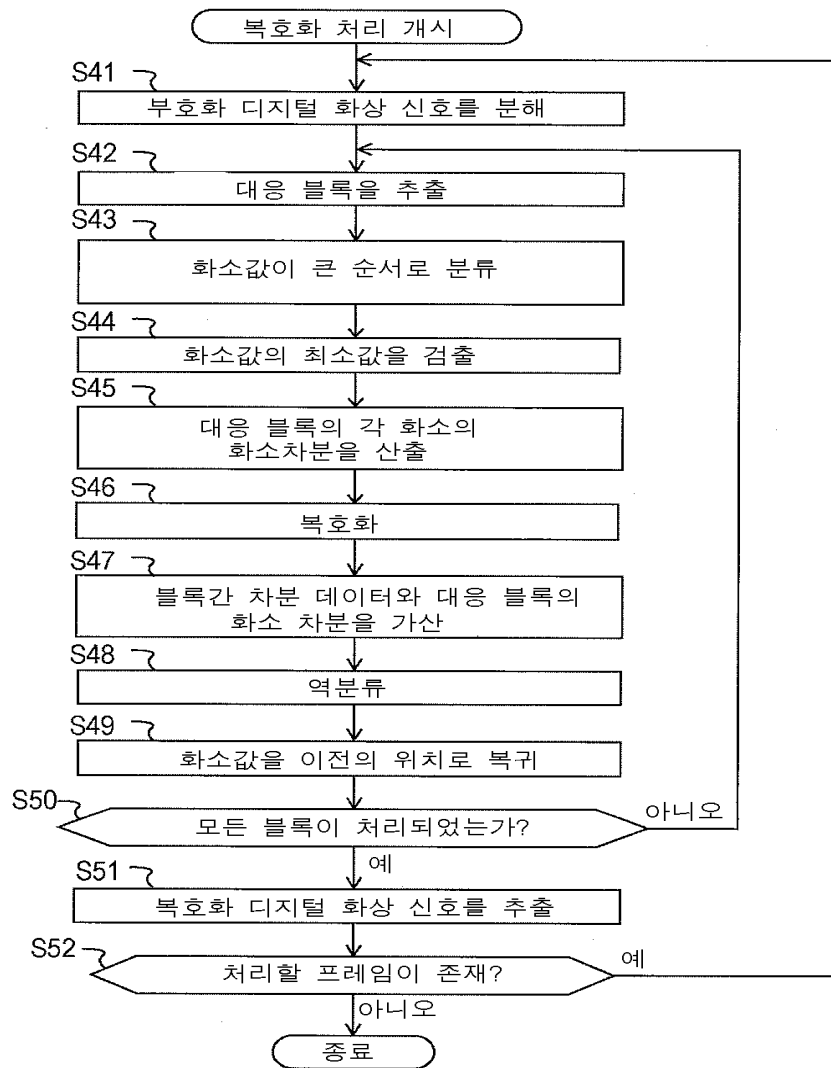 복호화 처리 개시
S41
부호화 디지털 화상 신호를 분해
S42
대응 블록을 추출
S43
화소값이 큰 순서로 분류
S44
화소값의 최소값을 검출
S45
대응 블록의 각 화소의
화소차분을 산출
S46
복호화
S47
블록간 차분 데이터와 대응 블록의
화소 차분을 가산
S48
역분류
S49
화소값을 이전의 위치로 복귀
S50
모든 블록이 처리되었는가?
아니오
예
S51
복호화 디지털 화상 신호를 추출
S52
처리할 프레임이 존재?
예
아니오
종료